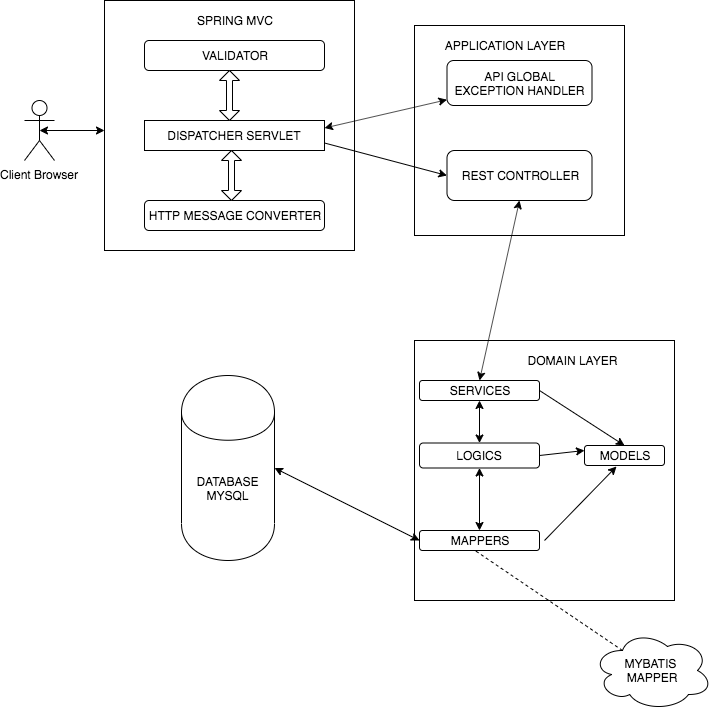 SPRING MVC
VALIDATOR
DISPATCHER SERVLET
HTTP MESSAGE CONVERTER
Client Browser
APPLICATION LAYER
API GLOBAL
EXCEPTION HANDLER
REST CONTROLLER
DOMAIN LAYER
SERVICES
LOGICS
MODELS
MAPPERS
DATABASE
MYSQL
MYBATIS
MAPPER